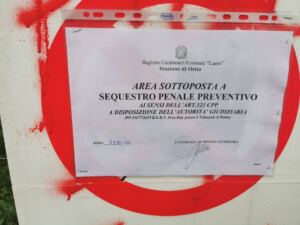 Regione Carabinieri Forestale "Lazio"
Stazione di Ostia
AREA SOTTOPOSTA A
SEQUESTRO PENALE PREVENTIVO
AI SENSI DELL'ART.321 CPP
A DISPOSIZIONE DELL'AUTORITA' GIUDIZIARIA
ROMA